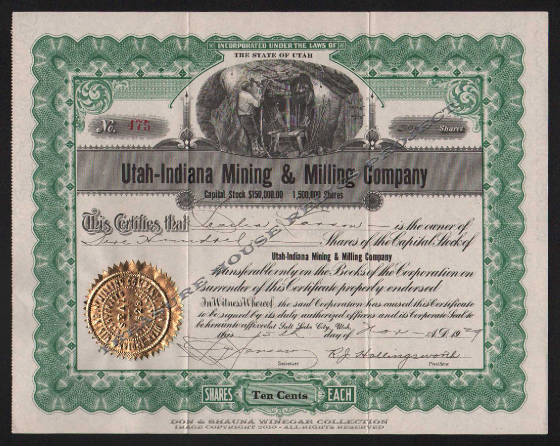 INCORPORATED UNDER THE LAWS OF
THE STATE OF UTAH
No. 175 Shares
Utah-Indiana Mining & Milling Company
Capital Stock $150,000.00 1,500,000 Shares
This Certifies that is the owner of
Hundred Shares of the Capital Stock of
Utah-Indiana Mining & Milling Company
transferable only on the Books of the Corporation on
surrender of this Certificate properly endorsed
In Witness Whereof, the said Corporation has caused this Certificate
to be signed by its duly authorized officers and its Corporate Seal to
be hereunto affixed at Salt Lake City, Utah,
this 15th day of Nov A.D. 1929
R. J. Hollingsworth
Secretary President
SHARES Ten Cents EACH
DON & SHAUNA WINEGAR COLLECTION
IMAGE COPYRIGHT 2010 - ALL RIGHTS RESERVED